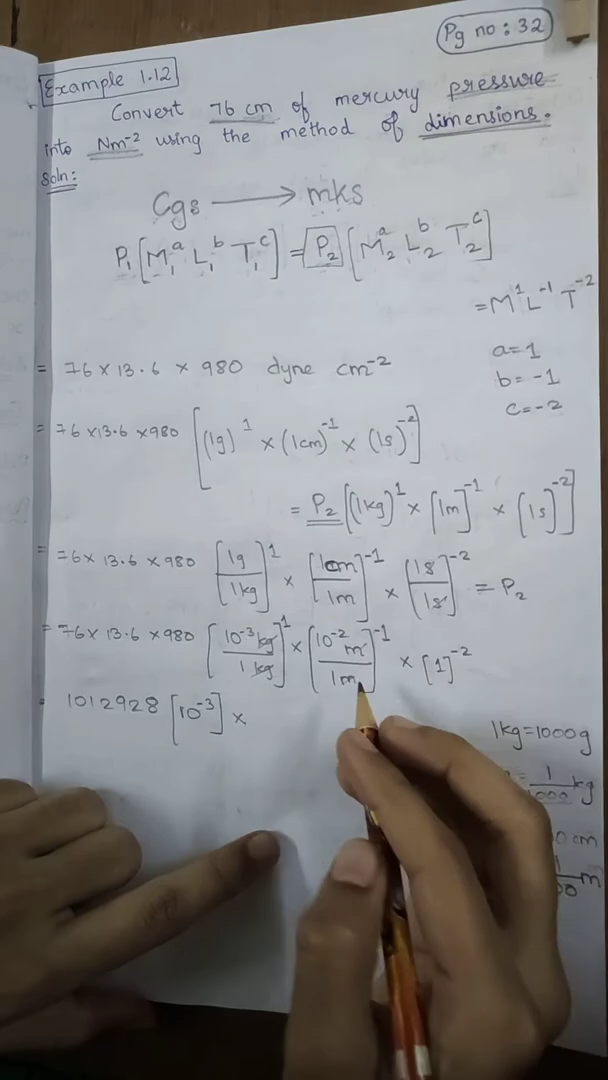 Pg no : 32
Example 1.12
Convert 76 cm of mercury pressure
into Nm⁻² using the method of dimensions.
Soln:
Cgs ⟶ mks
P₁[M₁ᵃ L₁ᵇ T₁ᶜ] = P₂ [M₂ᵃ L₂ᵇ T₂ᶜ]
= M¹L⁻¹T⁻²
a=1
b=-1
c=-2
= 76 × 13.6 × 980 dyne cm⁻²
= 76×13.6×980 [(1g)¹ × (1cm)⁻¹ × (1s)⁻²]
= P₂ [(1kg)¹ × [1m]⁻¹ × (1s)⁻²]
= 76 × 13.6 × 980 [1g/1kg]¹ × [1cm/1m]⁻¹ × [1s/1s]⁻² = P₂
= 76 × 13.6 × 980 [10⁻³ kg/1 kg]¹ × [10⁻² m/1m]⁻¹ × [1]⁻²
= 1012928 [10⁻³] ×
1kg=1000g
kg
cm
m